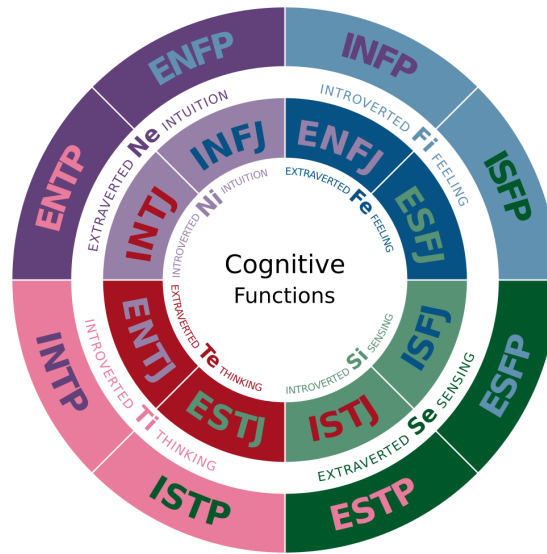 ENFP
INFP
EXTRAVERTED Ne INTUITION
INTROVERTED Fi FEELING
ENTP
ISFP
INFJ
ENFJ
INTJ
ESFJ
INTROVERTED Ni INTUITION
EXTRAVERTED Fe FEELING
Cognitive
Functions
EXTRAVERTED Te THINKING
INTROVERTED Si SENSING
ENTJ
ISFJ
ESTJ
ISTJ
INTP
ESFP
INTROVERTED Ti THINKING
EXTRAVERTED Se SENSING
ISTP
ESTP